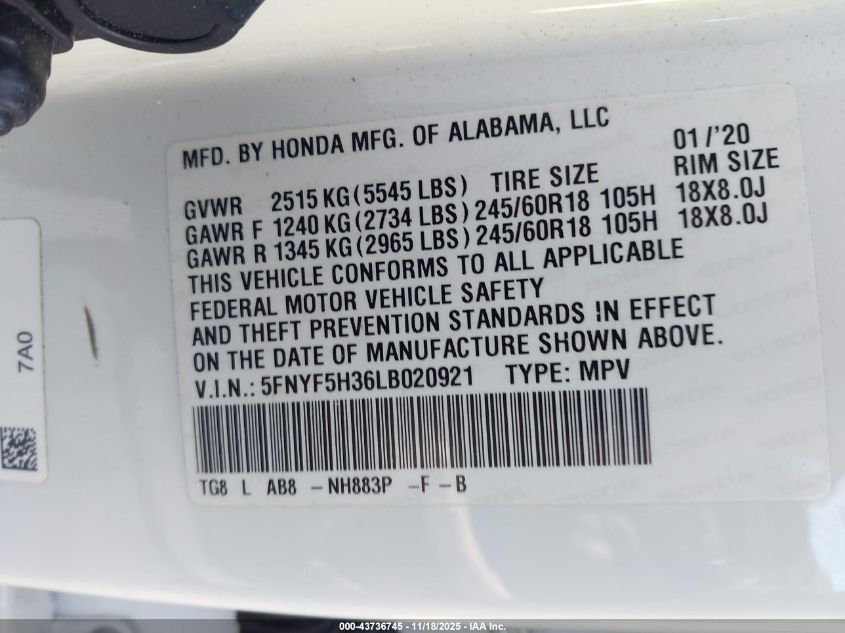 MFD. BY HONDA MFG. OF ALABAMA, LLC 01/'20
GVWR 2515 KG (5545 LBS) TIRE SIZE RIM SIZE
GAWR F 1240 KG (2734 LBS) 245/60R18 105H 18X8.0J
GAWR R 1345 KG (2965 LBS) 245/60R18 105H 18X8.0J
THIS VEHICLE CONFORMS TO ALL APPLICABLE
FEDERAL MOTOR VEHICLE SAFETY
AND THEFT PREVENTION STANDARDS IN EFFECT
ON THE DATE OF MANUFACTURE SHOWN ABOVE.
V.I.N.: 5FNYF5H36LB020921 TYPE: MPV
TG8 L AB8 -NH883P -F-B
7A0
000-43736745 - 11/18/2025 - IAA Inc.